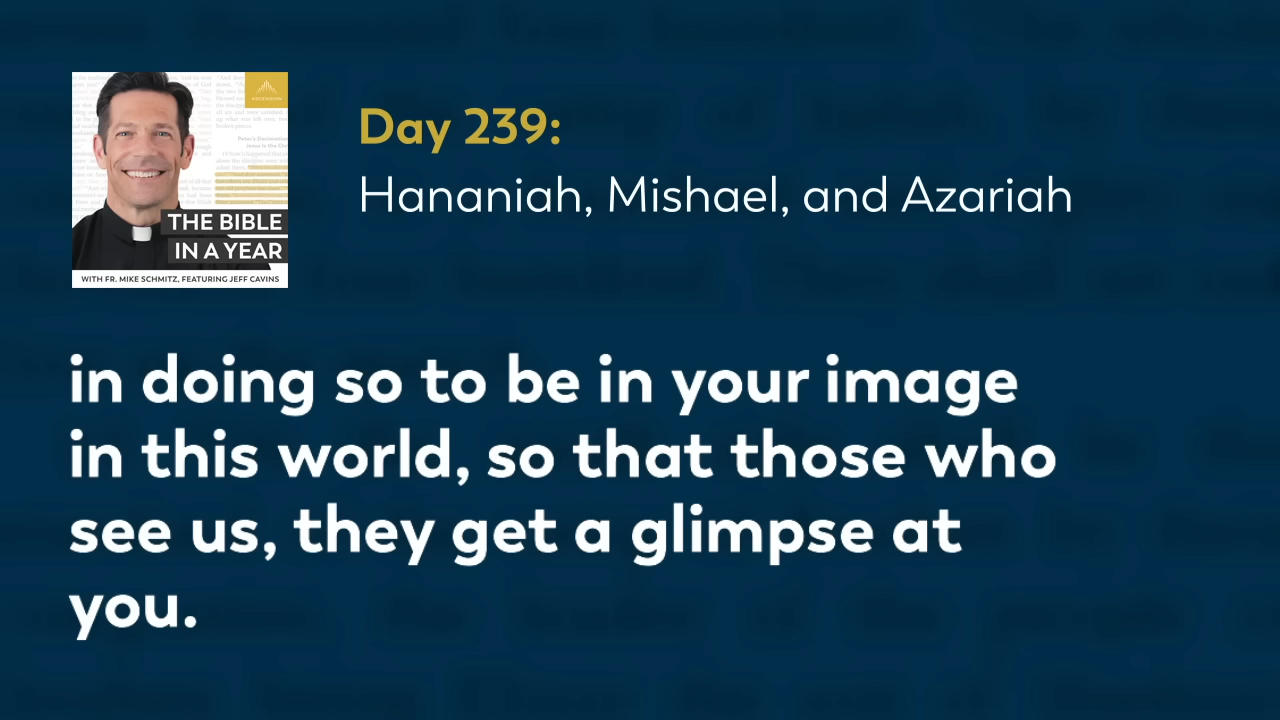 ASCENSION
THE BIBLE
IN A YEAR
WITH FR. MIKE SCHMITZ, FEATURING JEFF CAVINS
Day 239:
Hananiah, Mishael, and Azariah
in doing so to be in your image
in this world, so that those who
see us, they get a glimpse at
you.